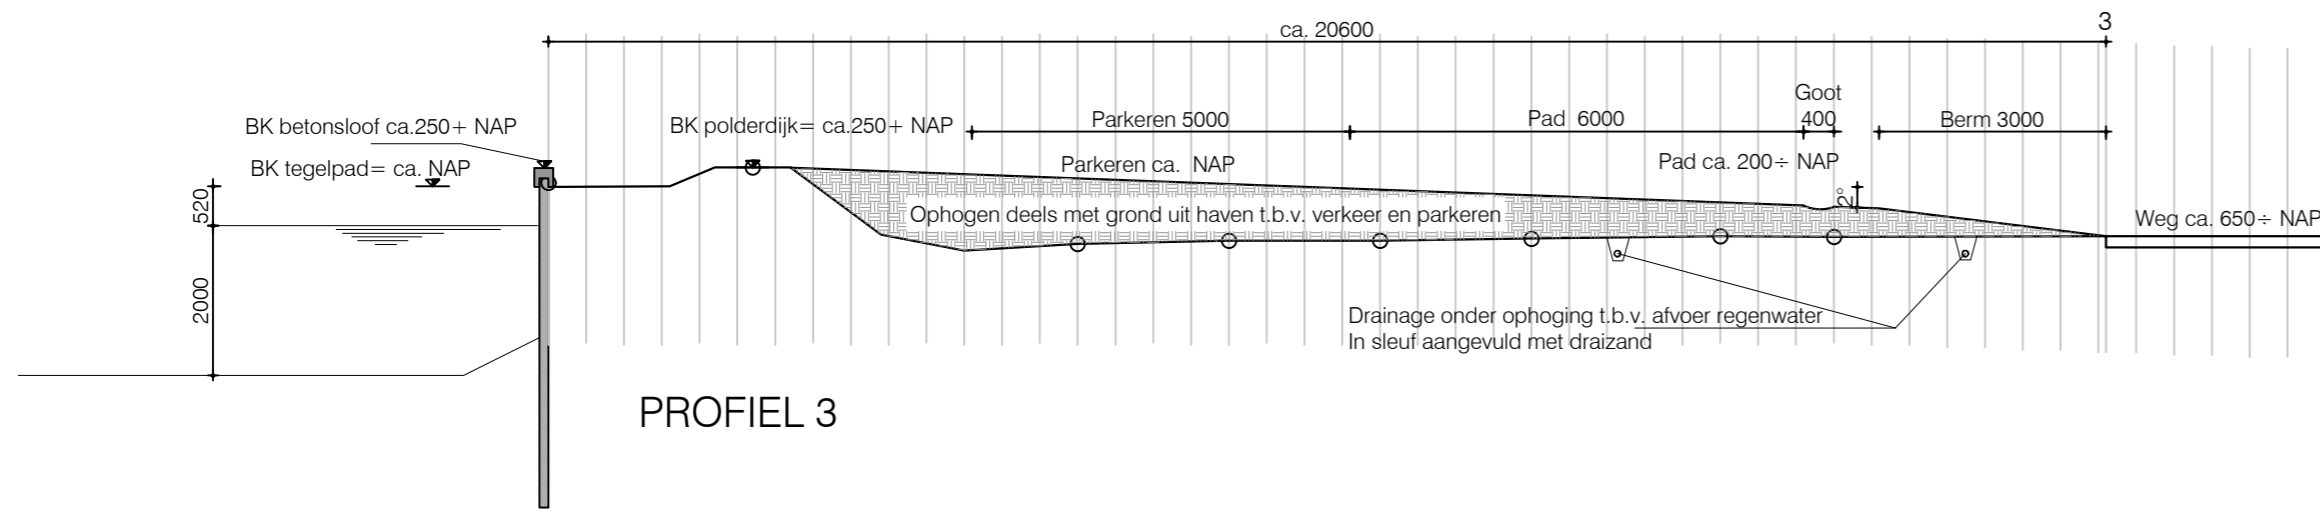 ca. 20600
3
Goot
400
BK betonsloof ca.250+ NAP
BK polderdijk= ca.250+ NAP
Parkeren 5000
Pad  6000
Berm 3000
BK tegelpad= ca. NAP
Parkeren ca.  NAP
Pad ca. 200÷ NAP
520
2°
Ophogen deels met grond uit haven t.b.v. verkeer en parkeren
Weg ca. 650÷ NAP
2000
Drainage onder ophoging t.b.v. afvoer regenwater
In sleuf aangevuld met draizand
PROFIEL 3